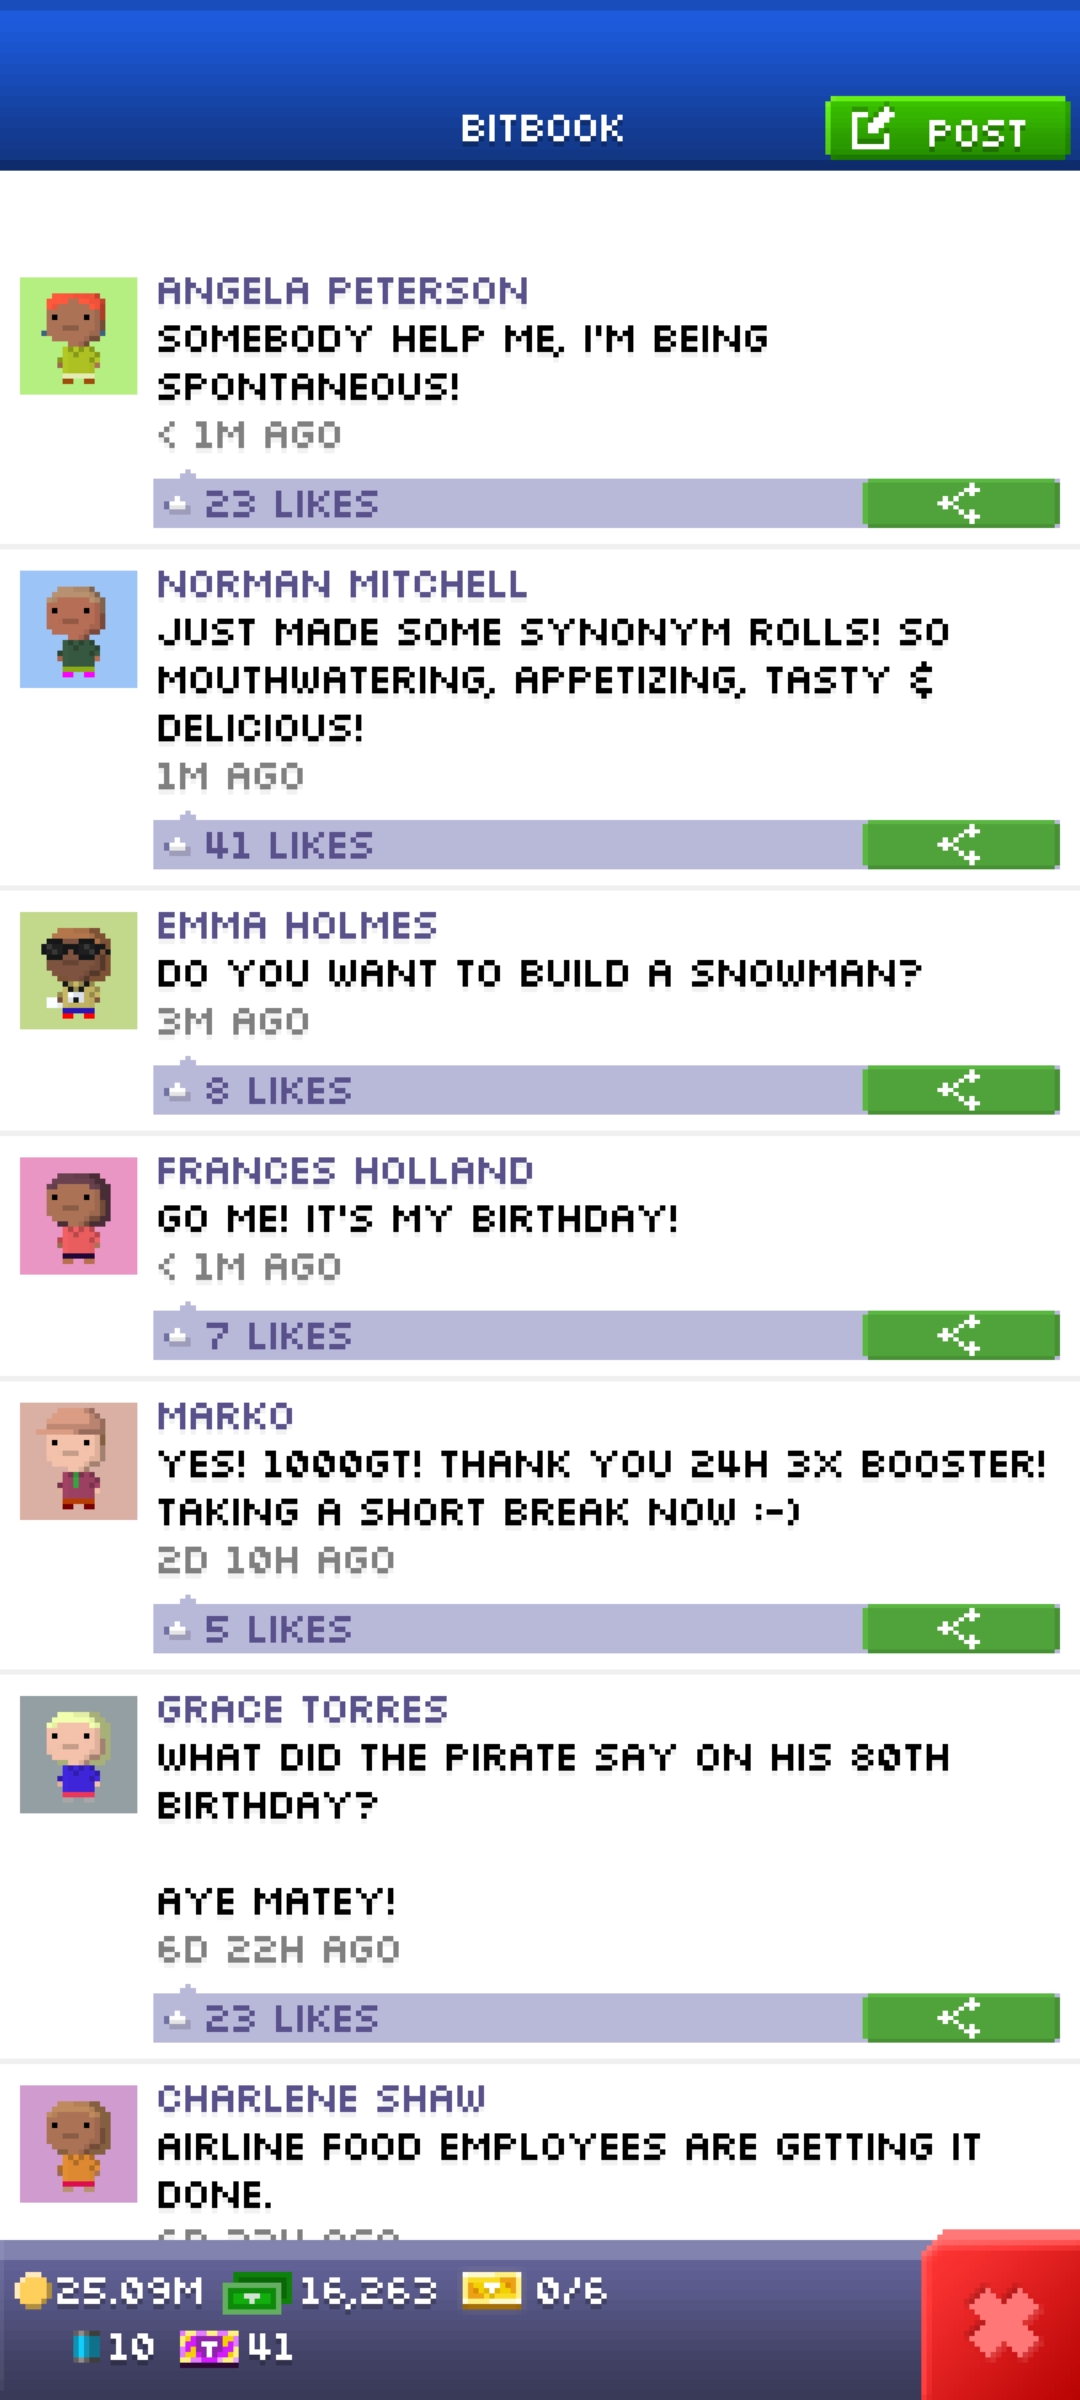 BITBOOK
POST
ANGELA PETERSON
SOMEBODY HELP ME, I'M BEING
SPONTANEOUS!
< 1M AGO
23 LIKES
NORMAN MITCHELL
JUST MADE SOME SYNONYM ROLLS! SO
MOUTHWATERING, APPETIZING, TASTY &
DELICIOUS!
1M AGO
41 LIKES
EMMA HOLMES
DO YOU WANT TO BUILD A SNOWMAN?
3M AGO
8 LIKES
FRANCES HOLLAND
GO ME! IT'S MY BIRTHDAY!
< 1M AGO
7 LIKES
MARKO
YES! 1000GT! THANK YOU 24H 3X BOOSTER!
TAKING A SHORT BREAK NOW :-)
2D 10H AGO
5 LIKES
GRACE TORRES
WHAT DID THE PIRATE SAY ON HIS 80TH
BIRTHDAY?
AYE MATEY!
6D 22H AGO
23 LIKES
CHARLENE SHAW
AIRLINE FOOD EMPLOYEES ARE GETTING IT
DONE.
25.09M 16,263 0/6
10 41